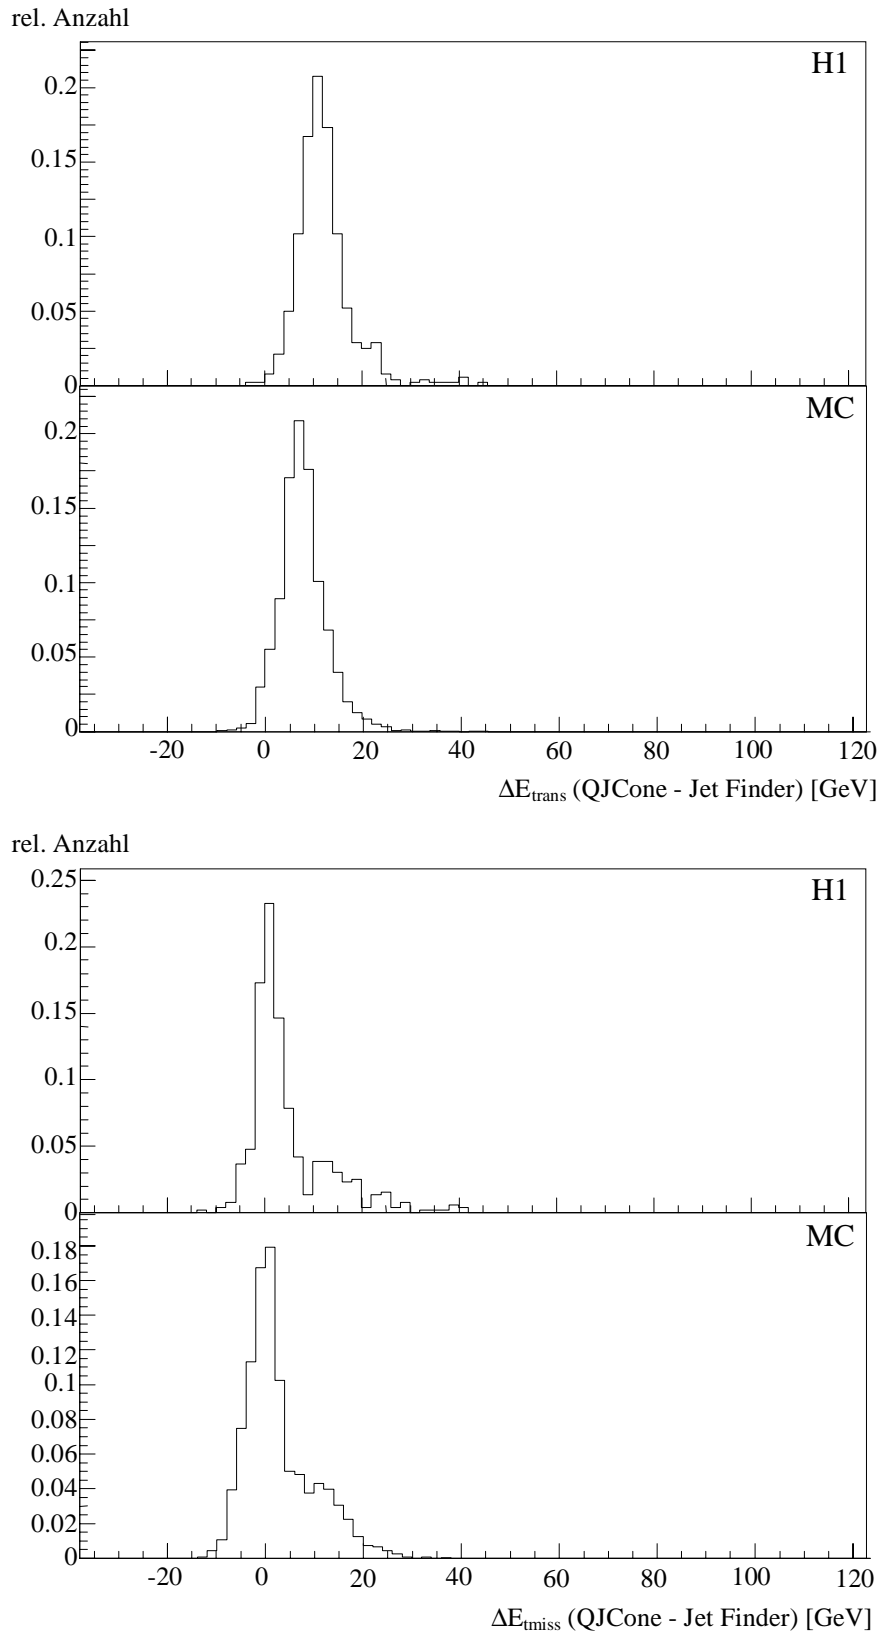 rel. Anzahl
H1
0.2
0.15
0.1
0.05
0
MC
0.2
0.15
0.1
0.05
0
-20 0 20 40 60 80 100 120
ΔEtrans (QJCone - Jet Finder) [GeV]
rel. Anzahl
0.25
H1
0.2
0.15
0.1
0.05
0
MC
0.18
0.16
0.14
0.12
0.1
0.08
0.06
0.04
0.02
0
-20 0 20 40 60 80 100 120
ΔEtmiss (QJCone - Jet Finder) [GeV]